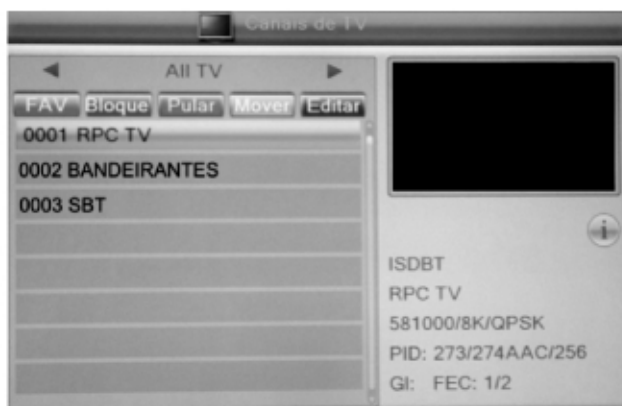 Canais de TV
All TV
FAV Bloque Pular Mover Editar
0001 RPC TV
0002 BANDEIRANTES
0003 SBT
i
ISDBT
RPC TV
581000/8K/QPSK
PID: 273/274AAC/256
GI: FEC: 1/2